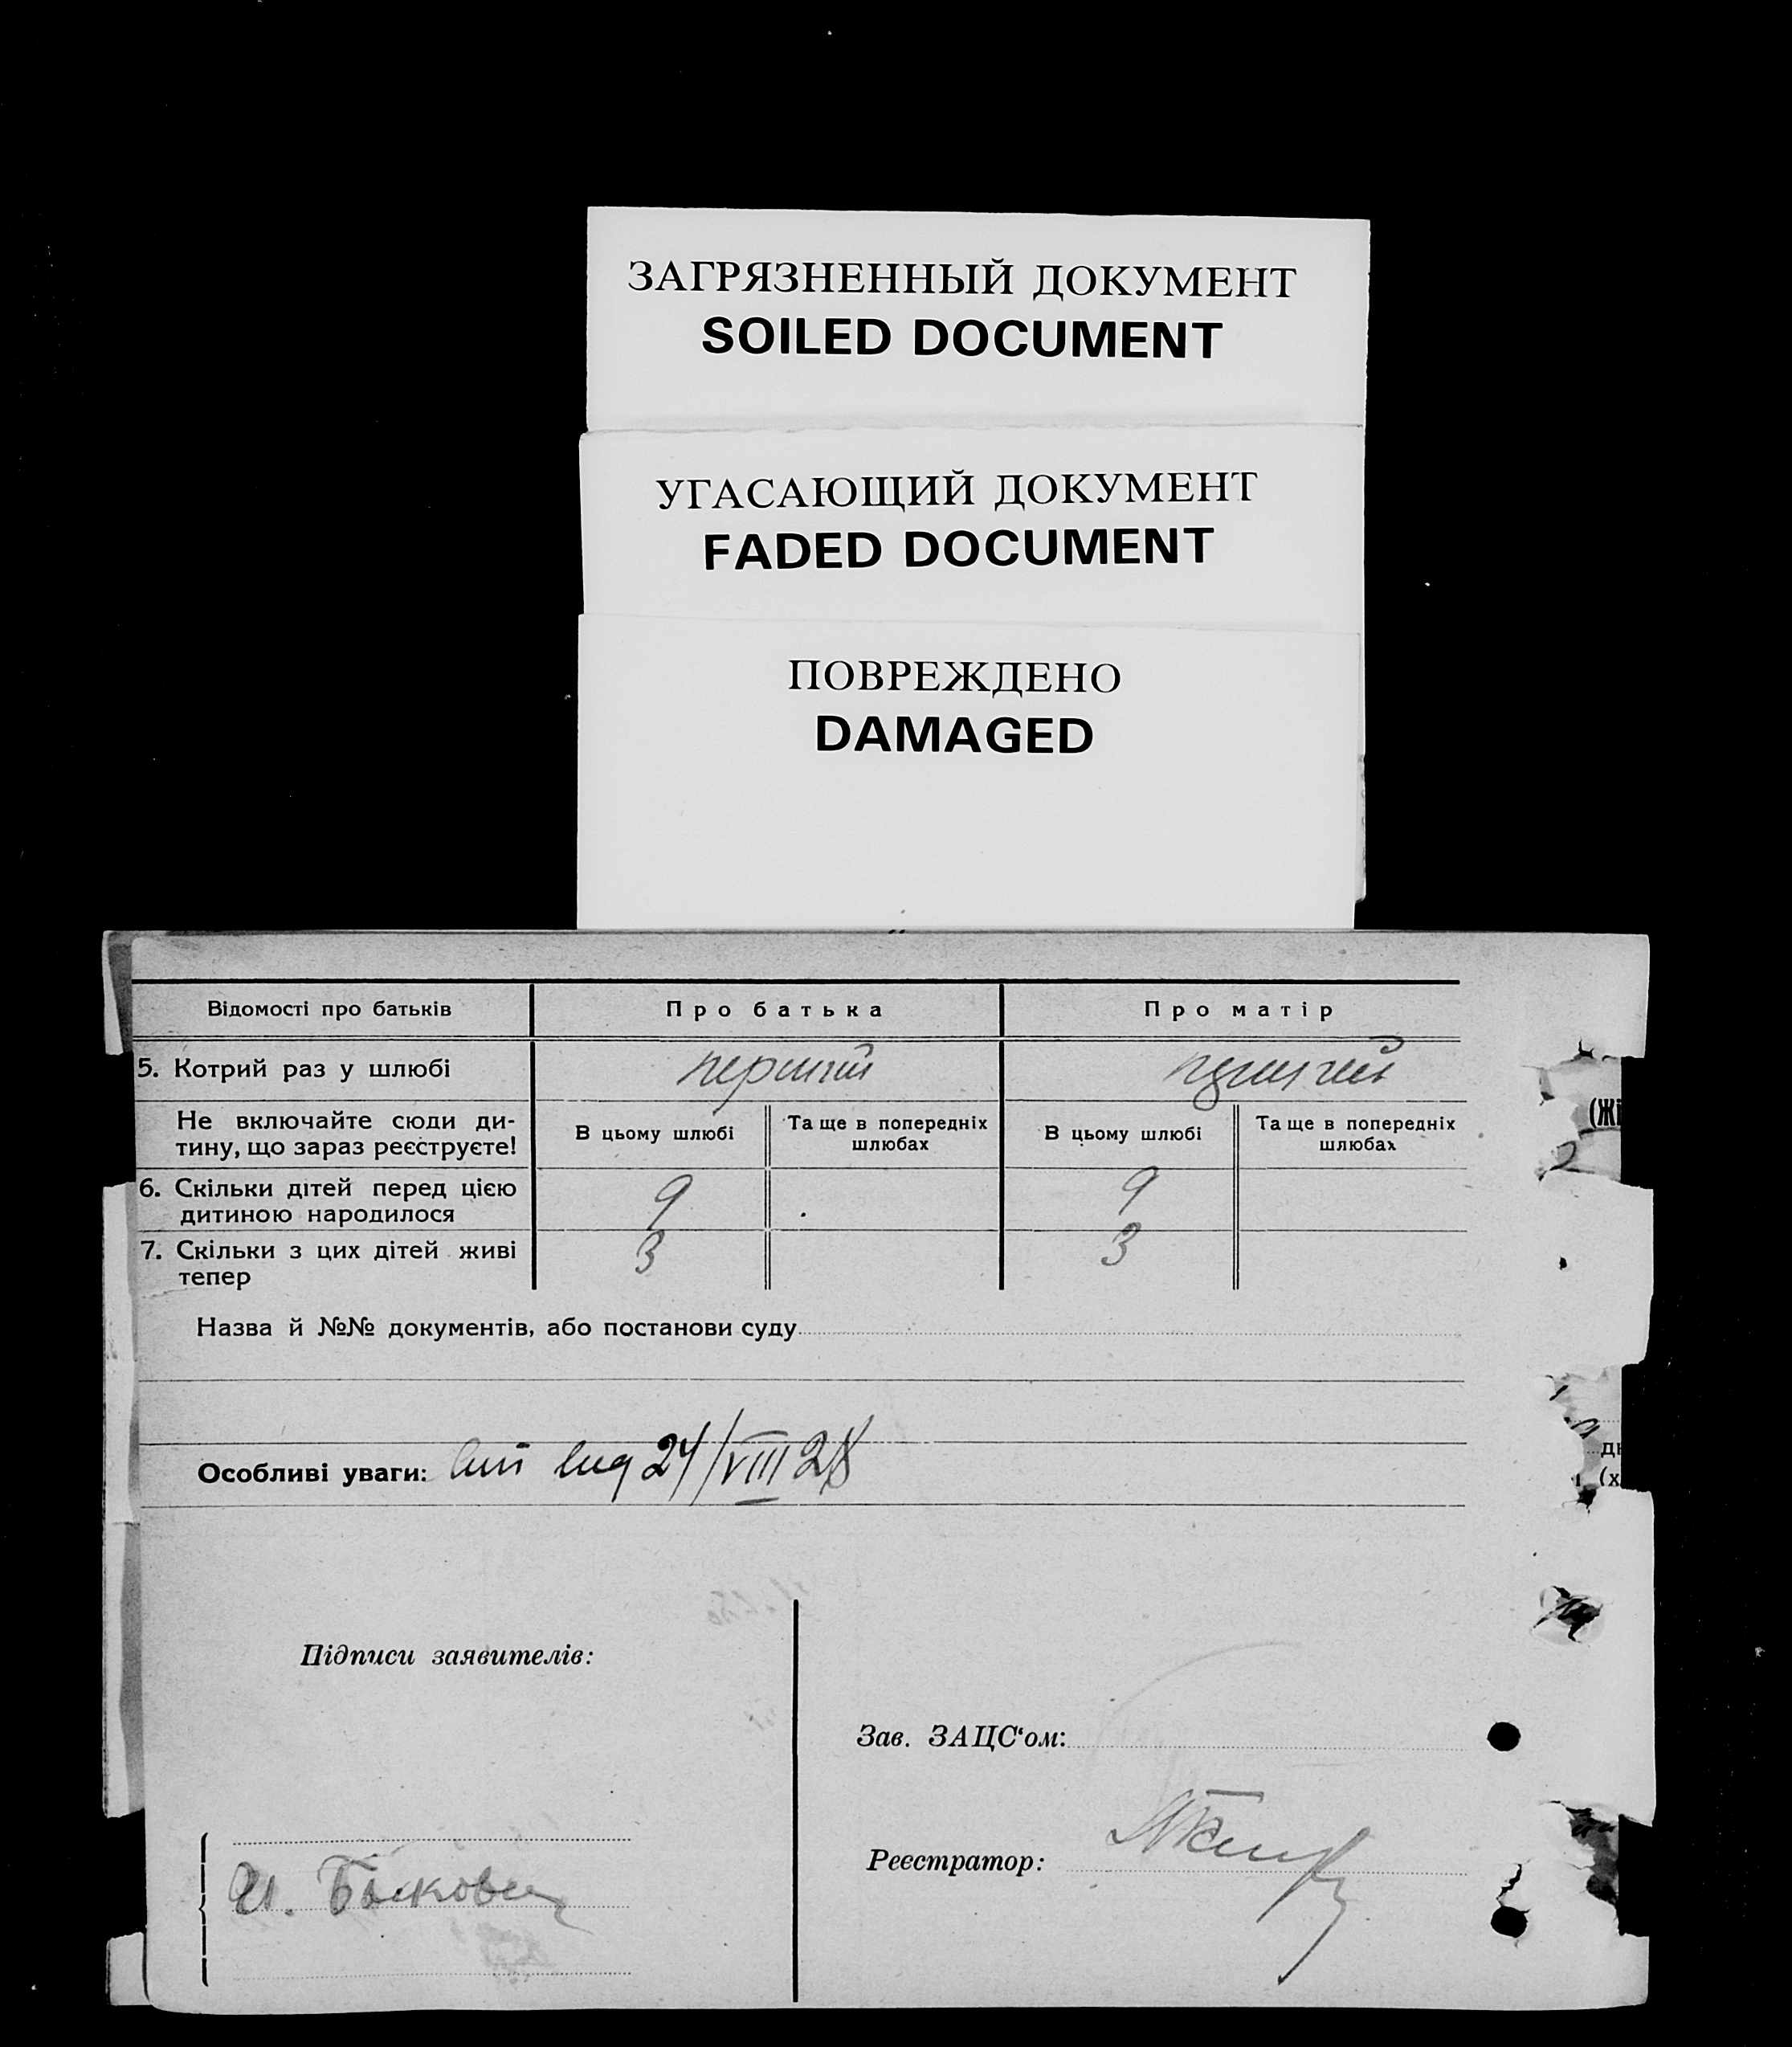 ЗАГРЯЗНЕННЫЙ ДОКУМЕНТ
SOILED DOCUMENT
УГАСАЮЩИЙ ДОКУМЕНТ
FADED DOCUMENT
ПОВРЕЖДЕНО
DAMAGED
Відомості про батьків Про батька Про матір
5. Котрий раз у шлюбі перший
Не включайте сюди ди-
тину, що зараз реєструєте!
В цьому шлюбі
Та ще в попередніх
шлюбах
В цьому шлюбі
Та ще в попередніх
шлюбах
(Жі
6. Скільки дітей перед цією
дитиною народилося
9 9
7. Скільки з цих дітей живі
тепер
3 3
Назва й №№ документів, або постанови суду
Особливі уваги: 24/VIII 28
Підписи заявителів:
Зав. ЗАЦС‘ом:
Реєстратор: